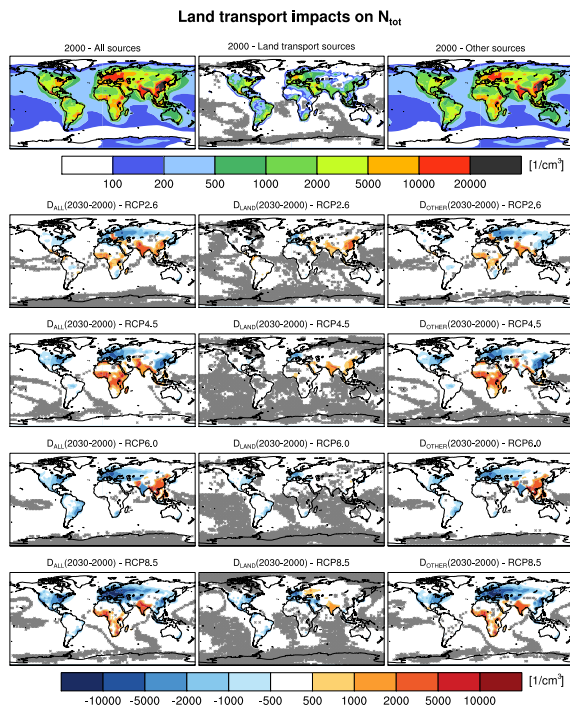 Land transport impacts on Ntot
2000 - All sources 2000 - Land transport sources 2000 - Other sources
[1/cm3]
100 200 500 1000 2000 5000 10000 20000
DALL(2030-2000) - RCP2.6 DLAND(2030-2000) - RCP2.6 DOTHER(2030-2000) - RCP2.6
DALL(2030-2000) - RCP4.5 DLAND(2030-2000) - RCP4.5 DOTHER(2030-2000) - RCP4.5
DALL(2030-2000) - RCP6.0 DLAND(2030-2000) - RCP6.0 DOTHER(2030-2000) - RCP6.0
DALL(2030-2000) - RCP8.5 DLAND(2030-2000) - RCP8.5 DOTHER(2030-2000) - RCP8.5
[1/cm3]
-10000 -5000 -2000 -1000 -500 500 1000 2000 5000 10000